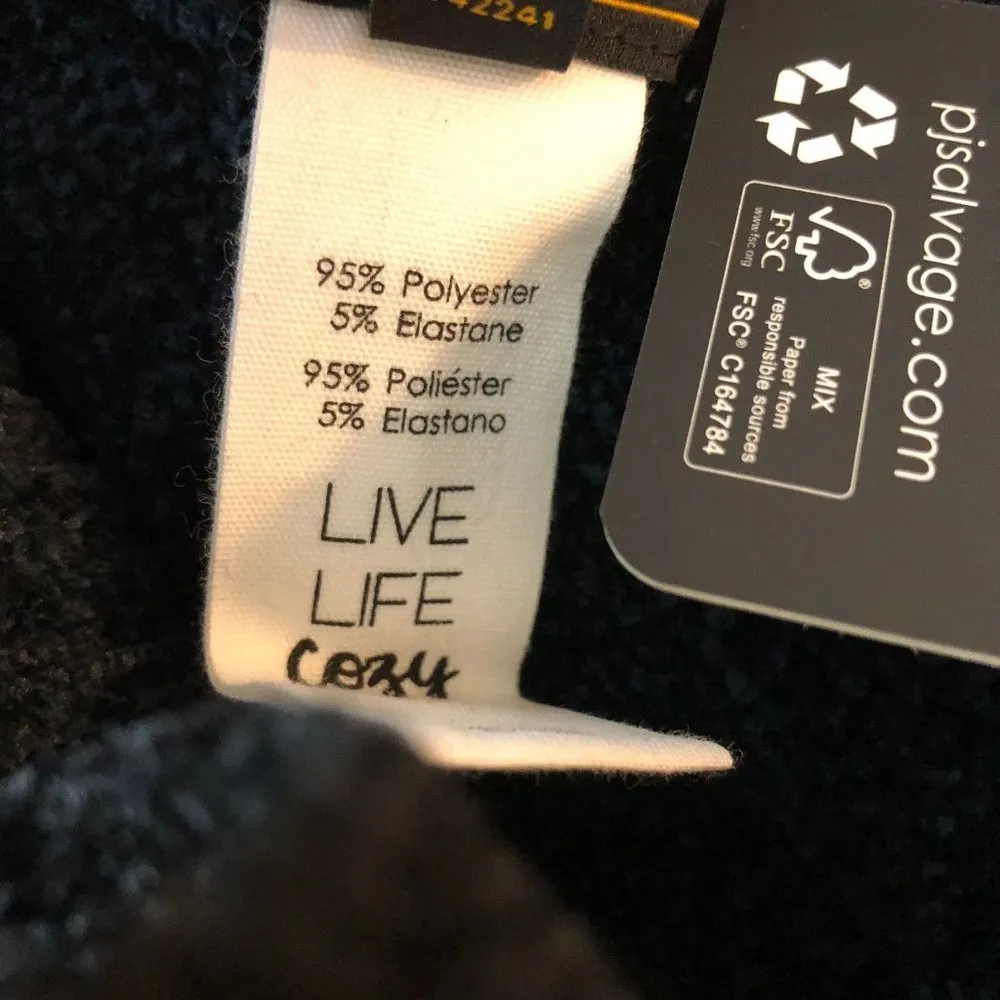 42241
95% Polyester
5% Elastane
95% Poliéster
5% Elastano
LIVE
LIFE
Cozy
pjsalvage.com
FSC
www.fsc.org
MIX
Paper from
responsible sources
FSC® C164784